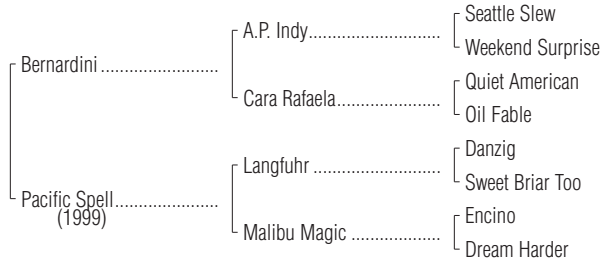 Seattle Slew
A.P. Indy
Weekend Surprise
Bernardini
Quiet American
Cara Rafaela
Oil Fable
Danzig
Langfuhr
Sweet Briar Too
Pacific Spell
(1999)
Encino
Malibu Magic
Dream Harder